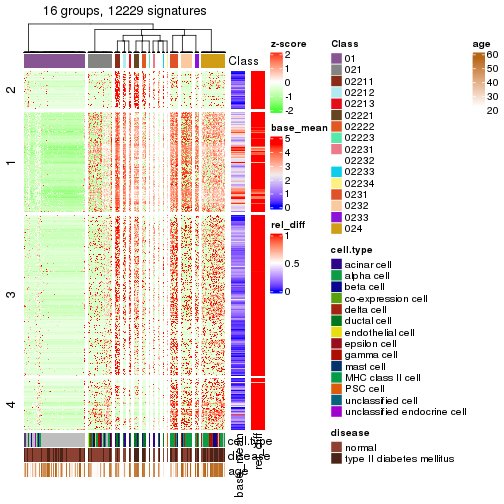 16 groups, 12229 signatures
Class
2
1
3
4
cell.type
disease
age
base_mean
rel_diff
z-score
2
1
0
-1
-2
base_mean
5
4
3
2
1
0
rel_diff
1
0.5
0
Class
01
021
02211
02212
02213
02221
02222
02223
02231
02232
02233
02234
0231
0232
0233
024
cell.type
acinar cell
alpha cell
beta cell
co-expression cell
delta cell
ductal cell
endothelial cell
epsilon cell
gamma cell
mast cell
MHC class II cell
PSC cell
unclassified cell
unclassified endocrine cell
disease
normal
type II diabetes mellitus
age
60
50
40
30
20